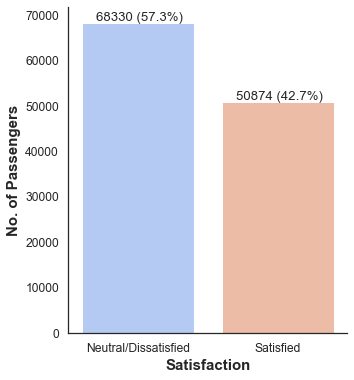 68330 (57.3%)
50874 (42.7%)
70000
60000
50000
40000
30000
20000
10000
0
No. of Passengers
Neutral/Dissatisfied
Satisfied
Satisfaction